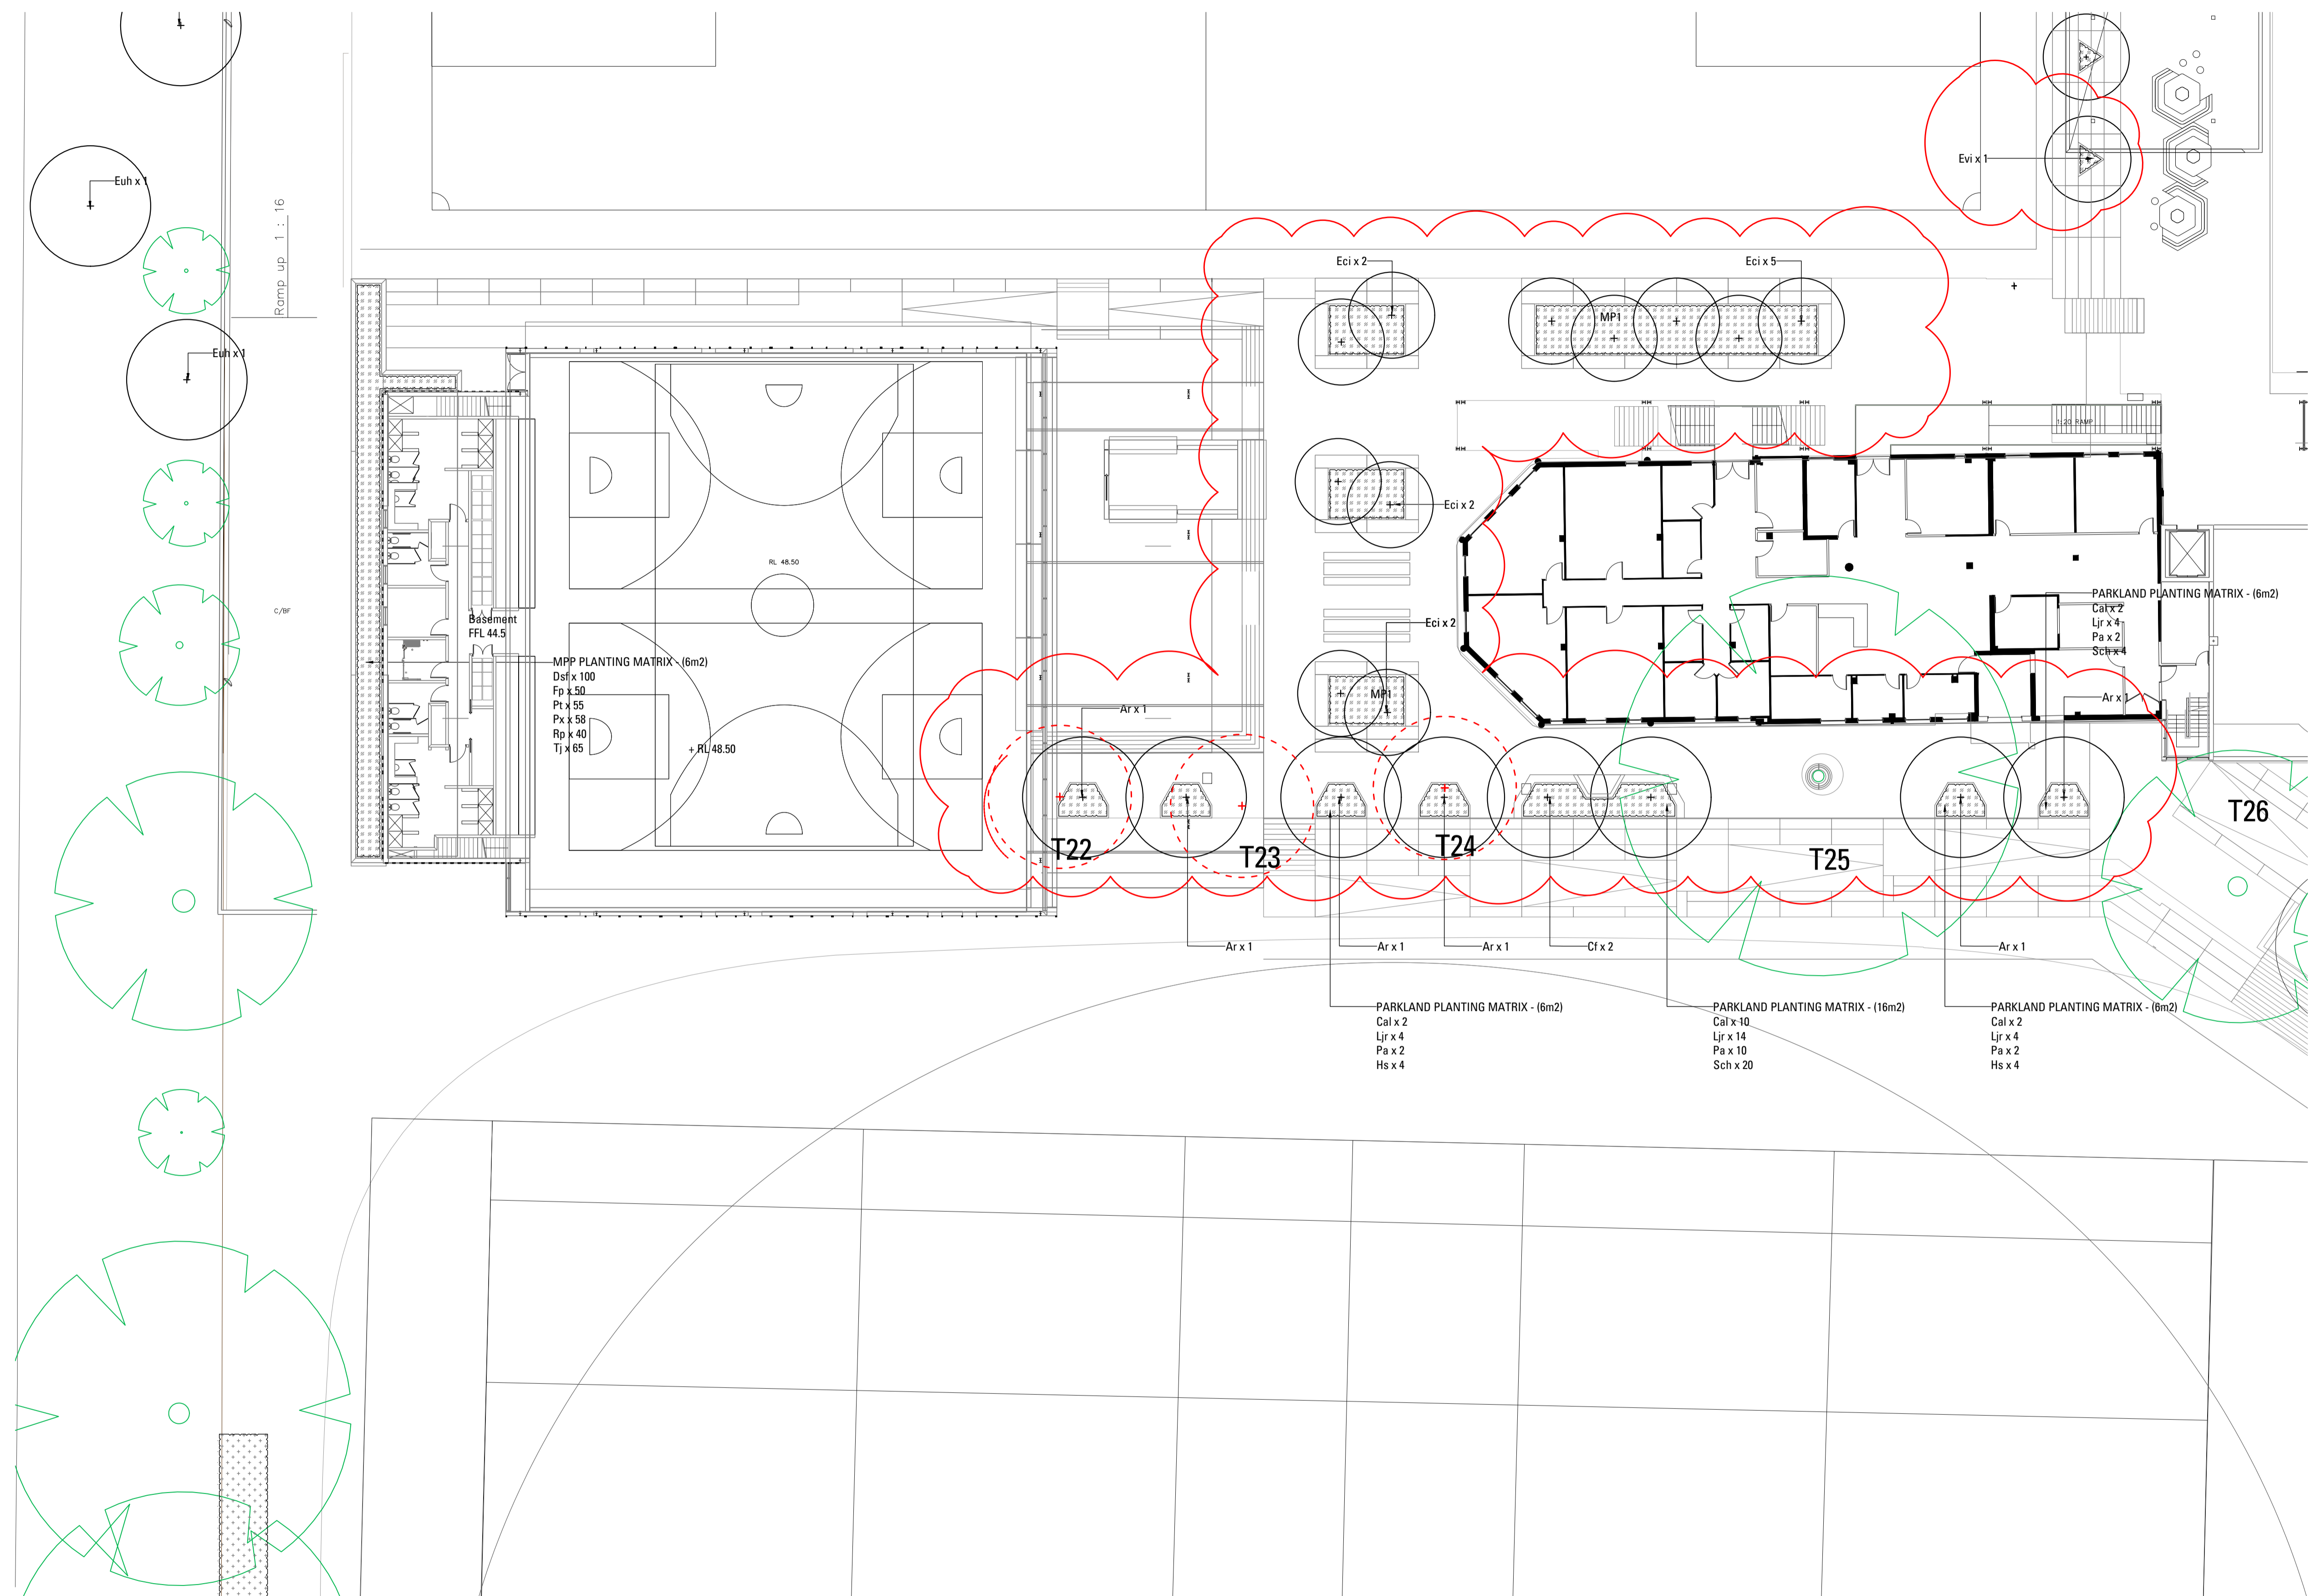 Euh x 1
Ramp up 1 : 16
Evi x 1
Eci x 2
Eci x 5
MP1
Euh x 1
1:20 RAMP
Eci x 2
RL 48.50
C/BF
Basement
FFL 44.5
Eci x 2
MPP PLANTING MATRIX - (6m2)
Dsf x 100
Fp x 50
Pt x 55
Px x 58
Rp x 40
Tj x 65
+ RL 48.50
MP1
Ar x 1
PARKLAND PLANTING MATRIX - (6m2)
Cal x 2
Ljr x 4
Pa x 2
Sch x 4
Ar x 1
T22
T23
T24
T25
T26
Ar x 1
Ar x 1
Ar x 1
Cf x 2
Ar x 1
PARKLAND PLANTING MATRIX - (6m2)
Cal x 2
Ljr x 4
Pa x 2
Hs x 4
PARKLAND PLANTING MATRIX - (16m2)
Cal x 10
Ljr x 14
Pa x 10
Sch x 20
PARKLAND PLANTING MATRIX - (6m2)
Cal x 2
Ljr x 4
Pa x 2
Hs x 4